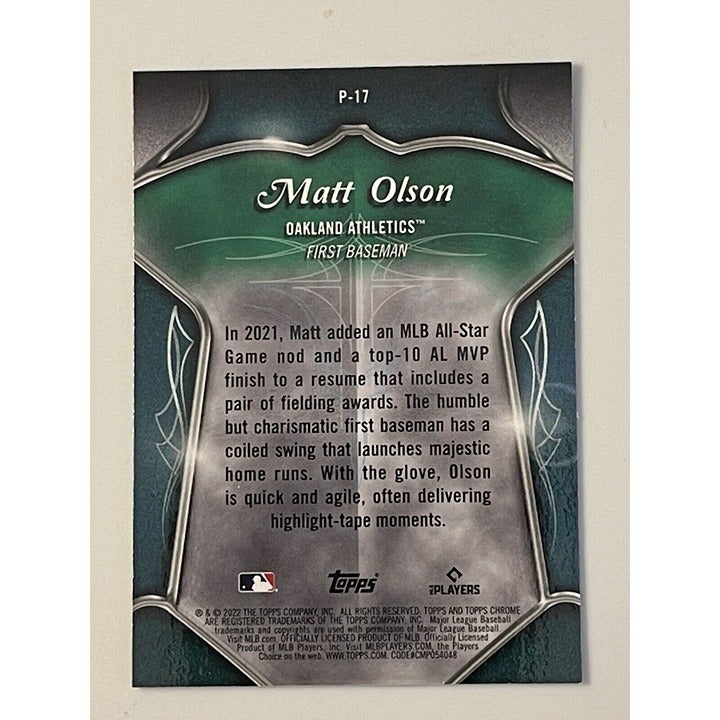 P-17
Matt Olson
OAKLAND ATHLETICS™
FIRST BASEMAN
In 2021, Matt added an MLB All-Star
Game nod and a top-10 AL MVP
finish to a resume that includes a
pair of fielding awards. The humble
but charismatic first baseman has a
coiled swing that launches majestic
home runs. With the glove, Olson
is quick and agile, often delivering
highlight-tape moments.
topps
MLB PLAYERS
® & © 2022 THE TOPPS COMPANY, INC. ALL RIGHTS RESERVED. TOPPS AND TOPPS CHROME
ARE REGISTERED TRADEMARKS OF THE TOPPS COMPANY, INC. Major League Baseball
trademarks and copyrights are used with permission of Major League Baseball.
Visit MLB.com. OFFICIALLY LICENSED PRODUCT OF MLB. Officially Licensed
Product of MLB Players, Inc. Visit MLBPLAYERS.COM, the Players
Choice on the web. WWW.TOPPS.COM. CODE#CMP054048